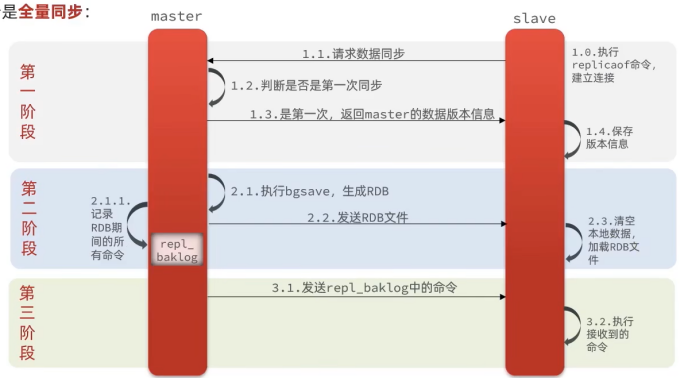 是全量同步：
master
slave
第一阶段
1.0.执行
replicaof命令,
建立连接
1.1.请求数据同步
1.2.判断是否是第一次同步
1.3.是第一次，返回master的数据版本信息
1.4.保存
版本信息
第二阶段
2.1.执行bgsave，生成RDB
2.1.1.
记录
RDB期
间的所
有命令
repl_
baklog
2.2.发送RDB文件
2.3.清空
本地数据，
加载RDB文
件
第三阶段
3.1.发送repl_baklog中的命令
3.2.执行
接收到的
命令